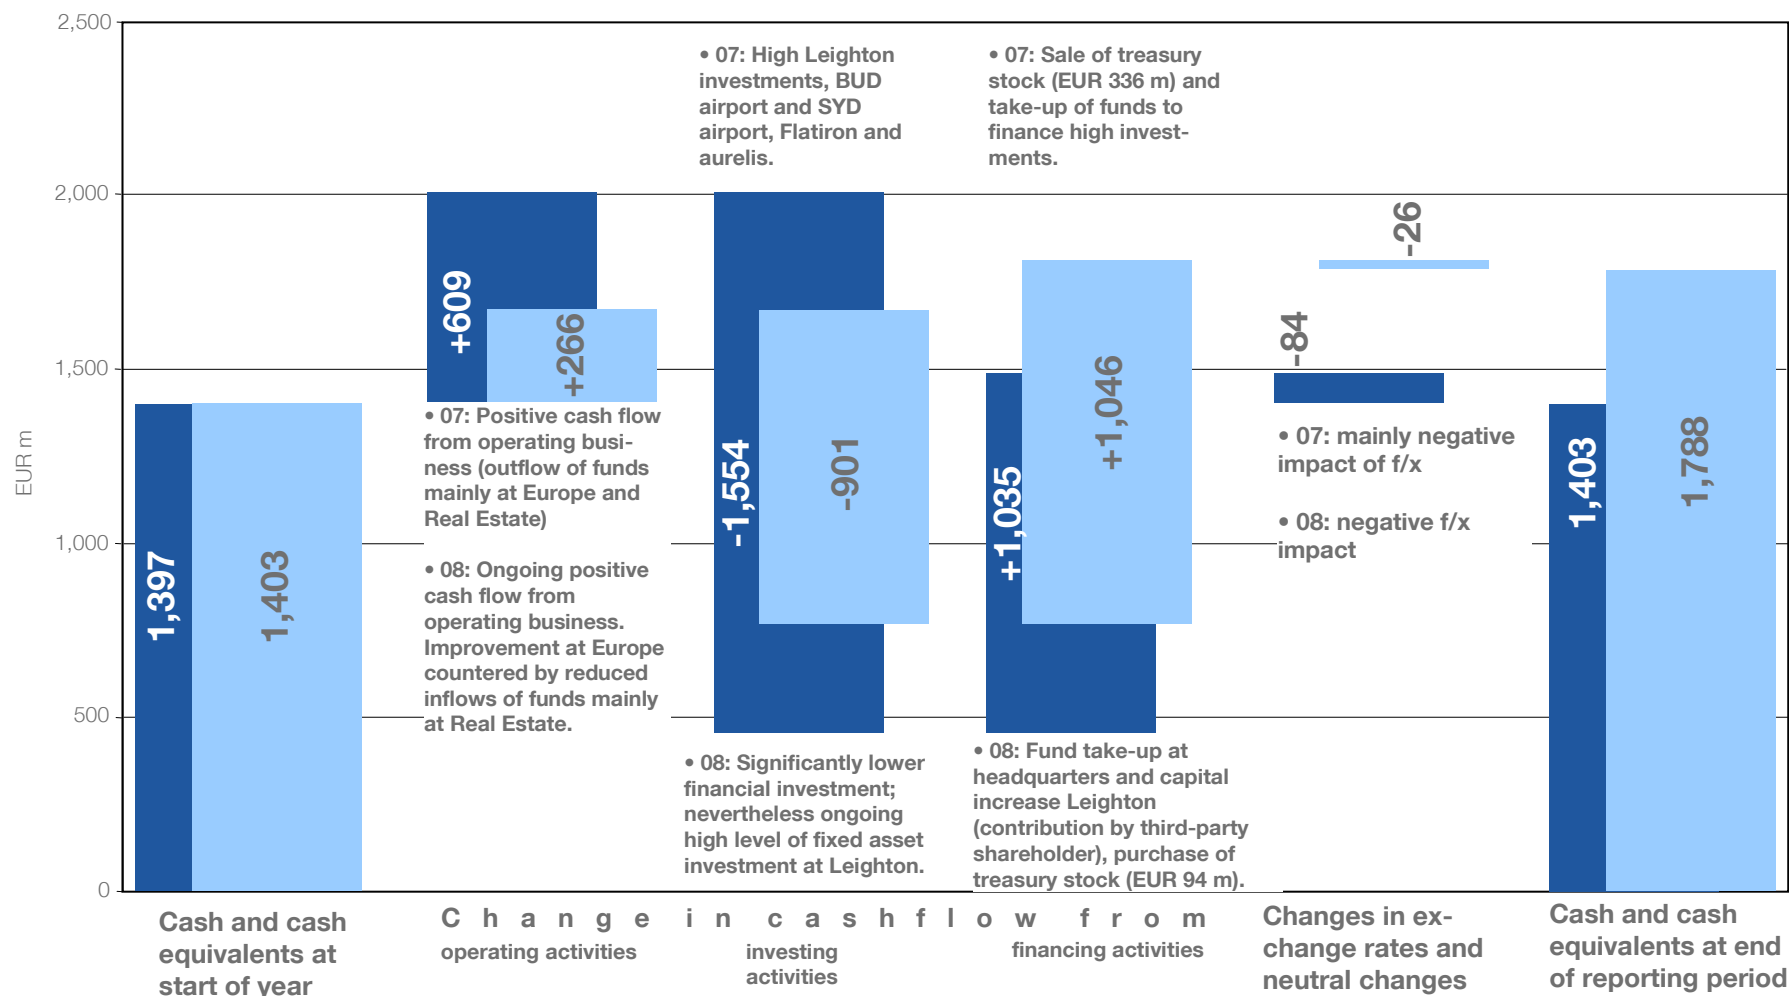 2,500
2,000
1,500
1,000
500
0
EUR m
1,397
1,403
+609
+266
• 07: Positive cash flow
from operating busi-
ness (outflow of funds
mainly at Europe and
Real Estate)
• 08: Ongoing positive
cash flow from
operating business.
Improvement at Europe
countered by reduced
inflows of funds mainly
at Real Estate.
• 07: High Leighton
investments, BUD
airport and SYD
airport, Flatiron and
aurelis.
-1,554
-901
• 08: Significantly lower
financial investment;
nevertheless ongoing
high level of fixed asset
investment at Leighton.
• 07: Sale of treasury
stock (EUR 336 m) and
take-up of funds to
finance high invest-
ments.
+1,035
+1,046
• 08: Fund take-up at
headquarters and capital
increase Leighton
(contribution by third-party
shareholder), purchase of
treasury stock (EUR 94 m).
-84
-26
• 07: mainly negative
impact of f/x
• 08: negative f/x
impact
1,403
1,788
Cash and cash
equivalents at
start of year
Change in cashflow from
operating activities
investing
activities
financing activities
Changes in ex-
change rates and
neutral changes
Cash and cash
equivalents at end
of reporting period